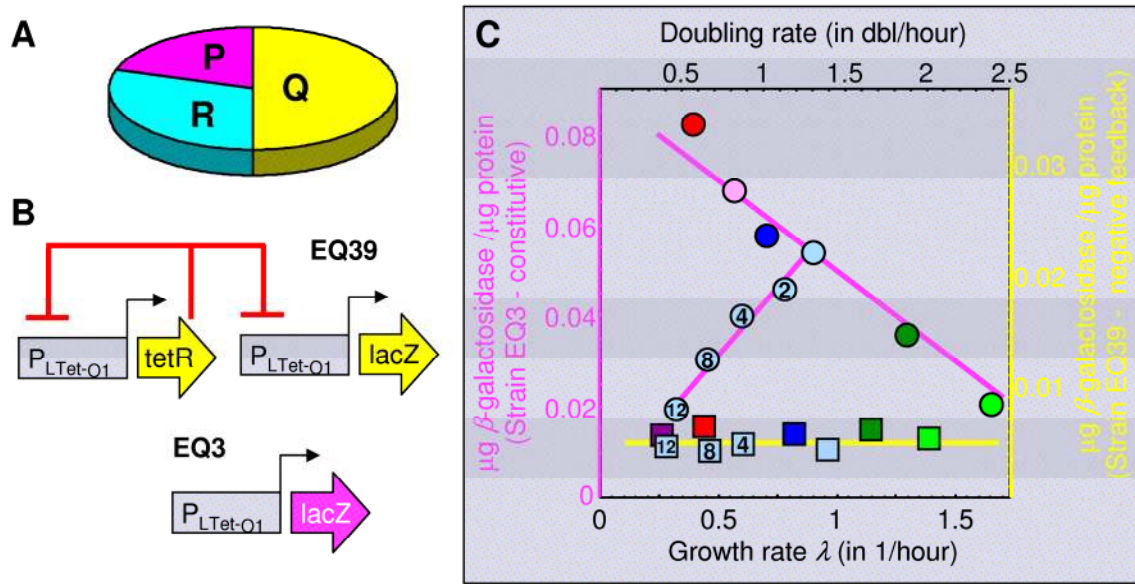 A
P
R
Q
B
EQ39
P_LTet-O1
tetR
P_LTet-O1
lacZ
EQ3
P_LTet-O1
lacZ
C
Doubling rate (in dbl/hour)
0.5
1
1.5
2
2.5
µg β-galactosidase /µg protein
(Strain EQ3 - constitutive)
0.08
0.06
0.04
0.02
0
2
4
8
12
12
8
4
0.03
0.02
0.01
µg β-galactosidase/µg protein
(Strain EQ39 - negative feedback)
0
0.5
1
1.5
Growth rate λ (in 1/hour)